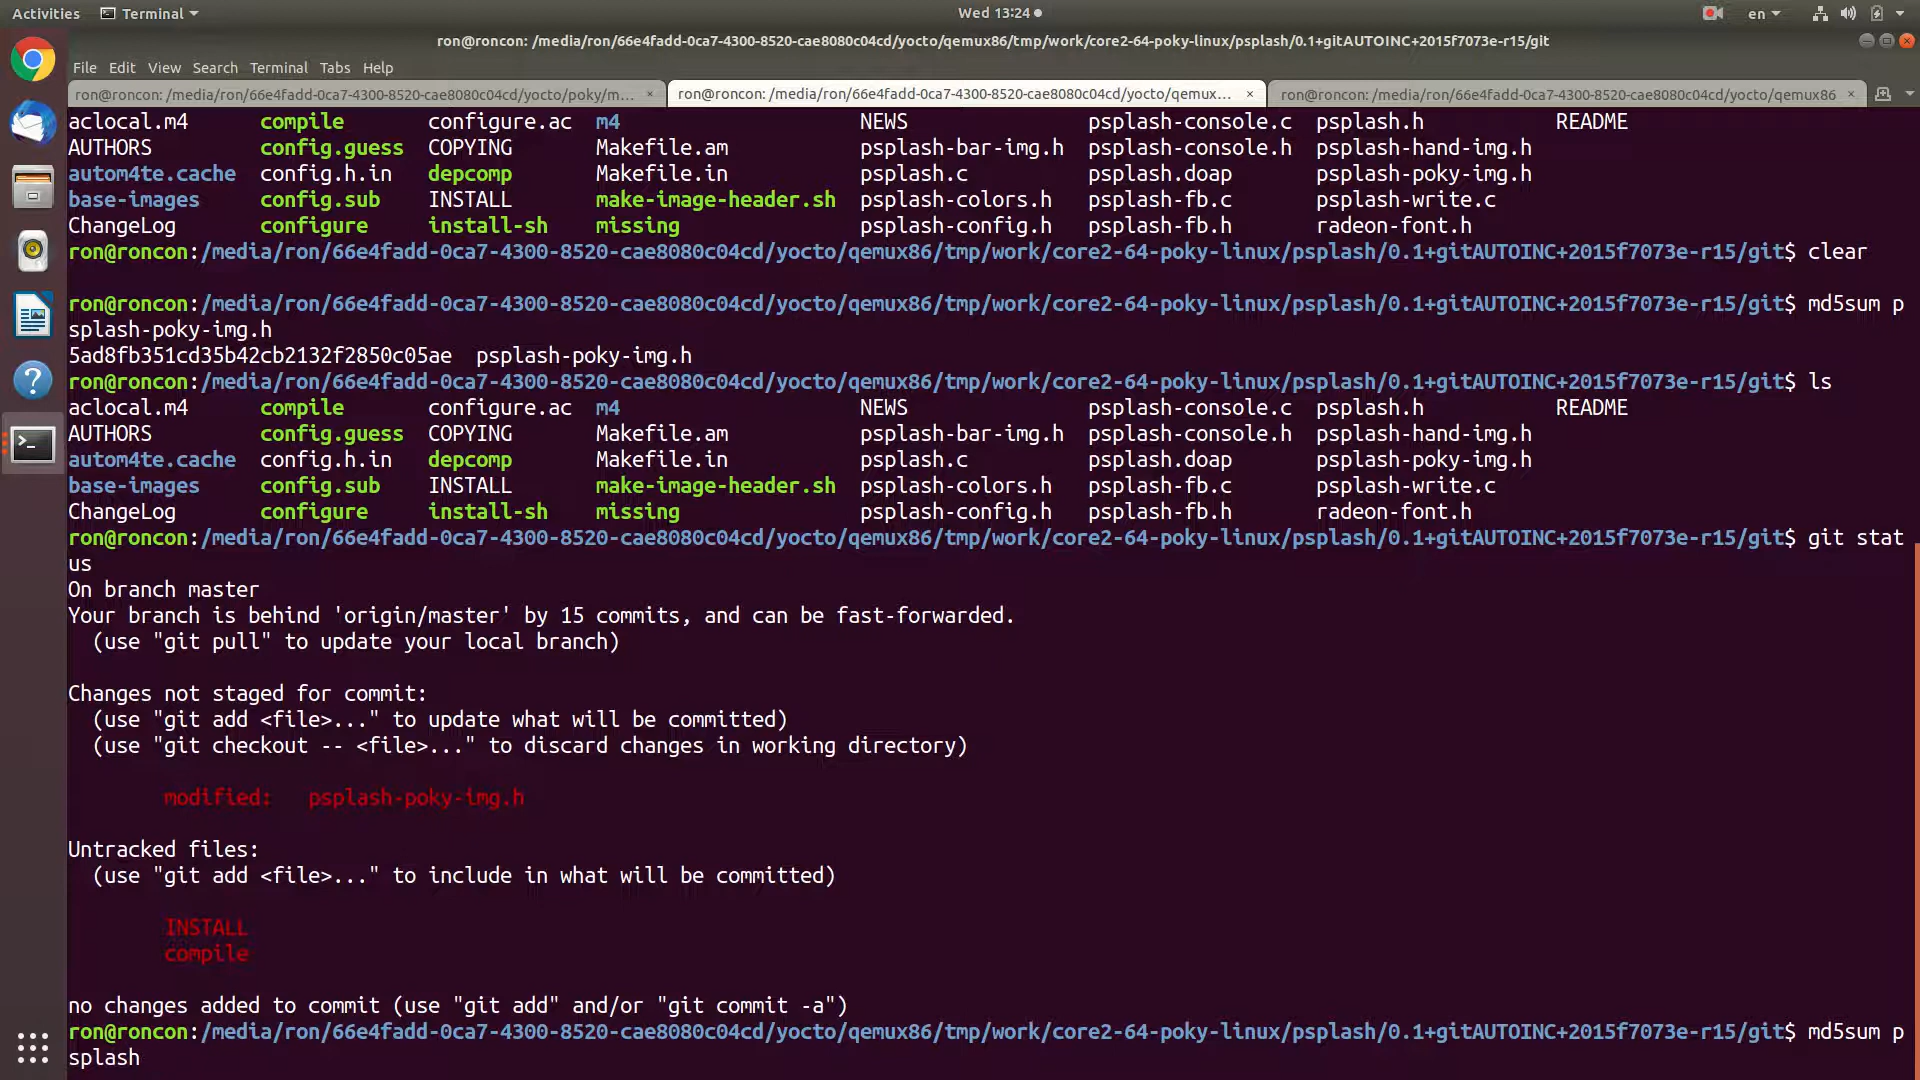 Activities Terminal Wed 13:24 en
ron@roncon: /media/ron/66e4fadd-0ca7-4300-8520-cae8080c04cd/yocto/qemux86/tmp/work/core2-64-poky-linux/psplash/0.1+gitAUTOINC+2015f7073e-r15/git
File Edit View Search Terminal Tabs Help
ron@roncon: /media/ron/66e4fadd-0ca7-4300-8520-cae8080c04cd/yocto/poky/m... × ron@roncon: /media/ron/66e4fadd-0ca7-4300-8520-cae8080c04cd/yocto/qemux... × ron@roncon: /media/ron/66e4fadd-0ca7-4300-8520-cae8080c04cd/yocto/qemux86 ×
aclocal.m4 compile configure.ac m4 NEWS psplash-console.c psplash.h README
AUTHORS config.guess COPYING Makefile.am psplash-bar-img.h psplash-console.h psplash-hand-img.h
autom4te.cache config.h.in depcomp Makefile.in psplash.c psplash.doap psplash-poky-img.h
base-images config.sub INSTALL make-image-header.sh psplash-colors.h psplash-fb.c psplash-write.c
ChangeLog configure install-sh missing psplash-config.h psplash-fb.h radeon-font.h
ron@roncon:/media/ron/66e4fadd-0ca7-4300-8520-cae8080c04cd/yocto/qemux86/tmp/work/core2-64-poky-linux/psplash/0.1+gitAUTOINC+2015f7073e-r15/git$ clear
ron@roncon:/media/ron/66e4fadd-0ca7-4300-8520-cae8080c04cd/yocto/qemux86/tmp/work/core2-64-poky-linux/psplash/0.1+gitAUTOINC+2015f7073e-r15/git$ md5sum p
splash-poky-img.h
5ad8fb351cd35b42cb2132f2850c05ae  psplash-poky-img.h
ron@roncon:/media/ron/66e4fadd-0ca7-4300-8520-cae8080c04cd/yocto/qemux86/tmp/work/core2-64-poky-linux/psplash/0.1+gitAUTOINC+2015f7073e-r15/git$ ls
aclocal.m4 compile configure.ac m4 NEWS psplash-console.c psplash.h README
AUTHORS config.guess COPYING Makefile.am psplash-bar-img.h psplash-console.h psplash-hand-img.h
autom4te.cache config.h.in depcomp Makefile.in psplash.c psplash.doap psplash-poky-img.h
base-images config.sub INSTALL make-image-header.sh psplash-colors.h psplash-fb.c psplash-write.c
ChangeLog configure install-sh missing psplash-config.h psplash-fb.h radeon-font.h
ron@roncon:/media/ron/66e4fadd-0ca7-4300-8520-cae8080c04cd/yocto/qemux86/tmp/work/core2-64-poky-linux/psplash/0.1+gitAUTOINC+2015f7073e-r15/git$ git stat
us
On branch master
Your branch is behind 'origin/master' by 15 commits, and can be fast-forwarded.
(use "git pull" to update your local branch)
Changes not staged for commit:
(use "git add <file>..." to update what will be committed)
(use "git checkout -- <file>..." to discard changes in working directory)
modified: psplash-poky-img.h
Untracked files:
(use "git add <file>..." to include in what will be committed)
INSTALL
compile
no changes added to commit (use "git add" and/or "git commit -a")
ron@roncon:/media/ron/66e4fadd-0ca7-4300-8520-cae8080c04cd/yocto/qemux86/tmp/work/core2-64-poky-linux/psplash/0.1+gitAUTOINC+2015f7073e-r15/git$ md5sum p
splash